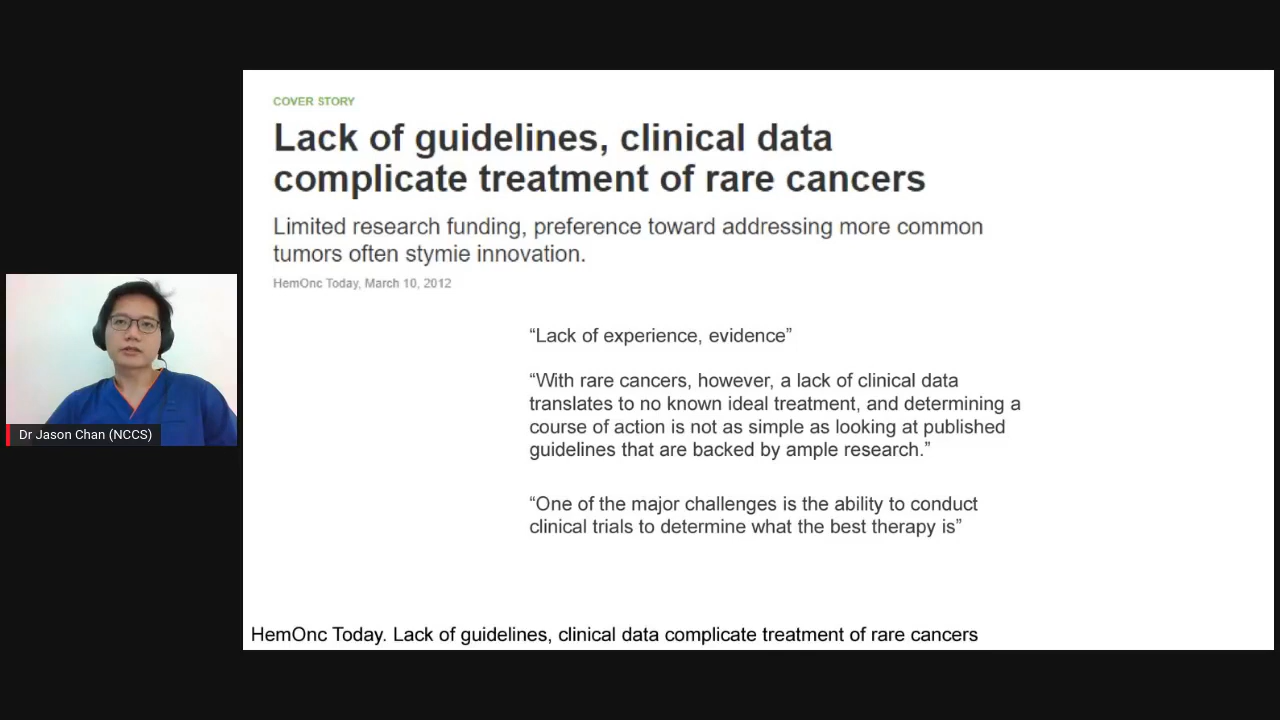 COVER STORY
Lack of guidelines, clinical data
complicate treatment of rare cancers
Limited research funding, preference toward addressing more common
tumors often stymie innovation.
HemOnc Today, March 10, 2012
“Lack of experience, evidence”
“With rare cancers, however, a lack of clinical data
translates to no known ideal treatment, and determining a
course of action is not as simple as looking at published
guidelines that are backed by ample research.”
“One of the major challenges is the ability to conduct
clinical trials to determine what the best therapy is”
Dr Jason Chan (NCCS)
HemOnc Today. Lack of guidelines, clinical data complicate treatment of rare cancers